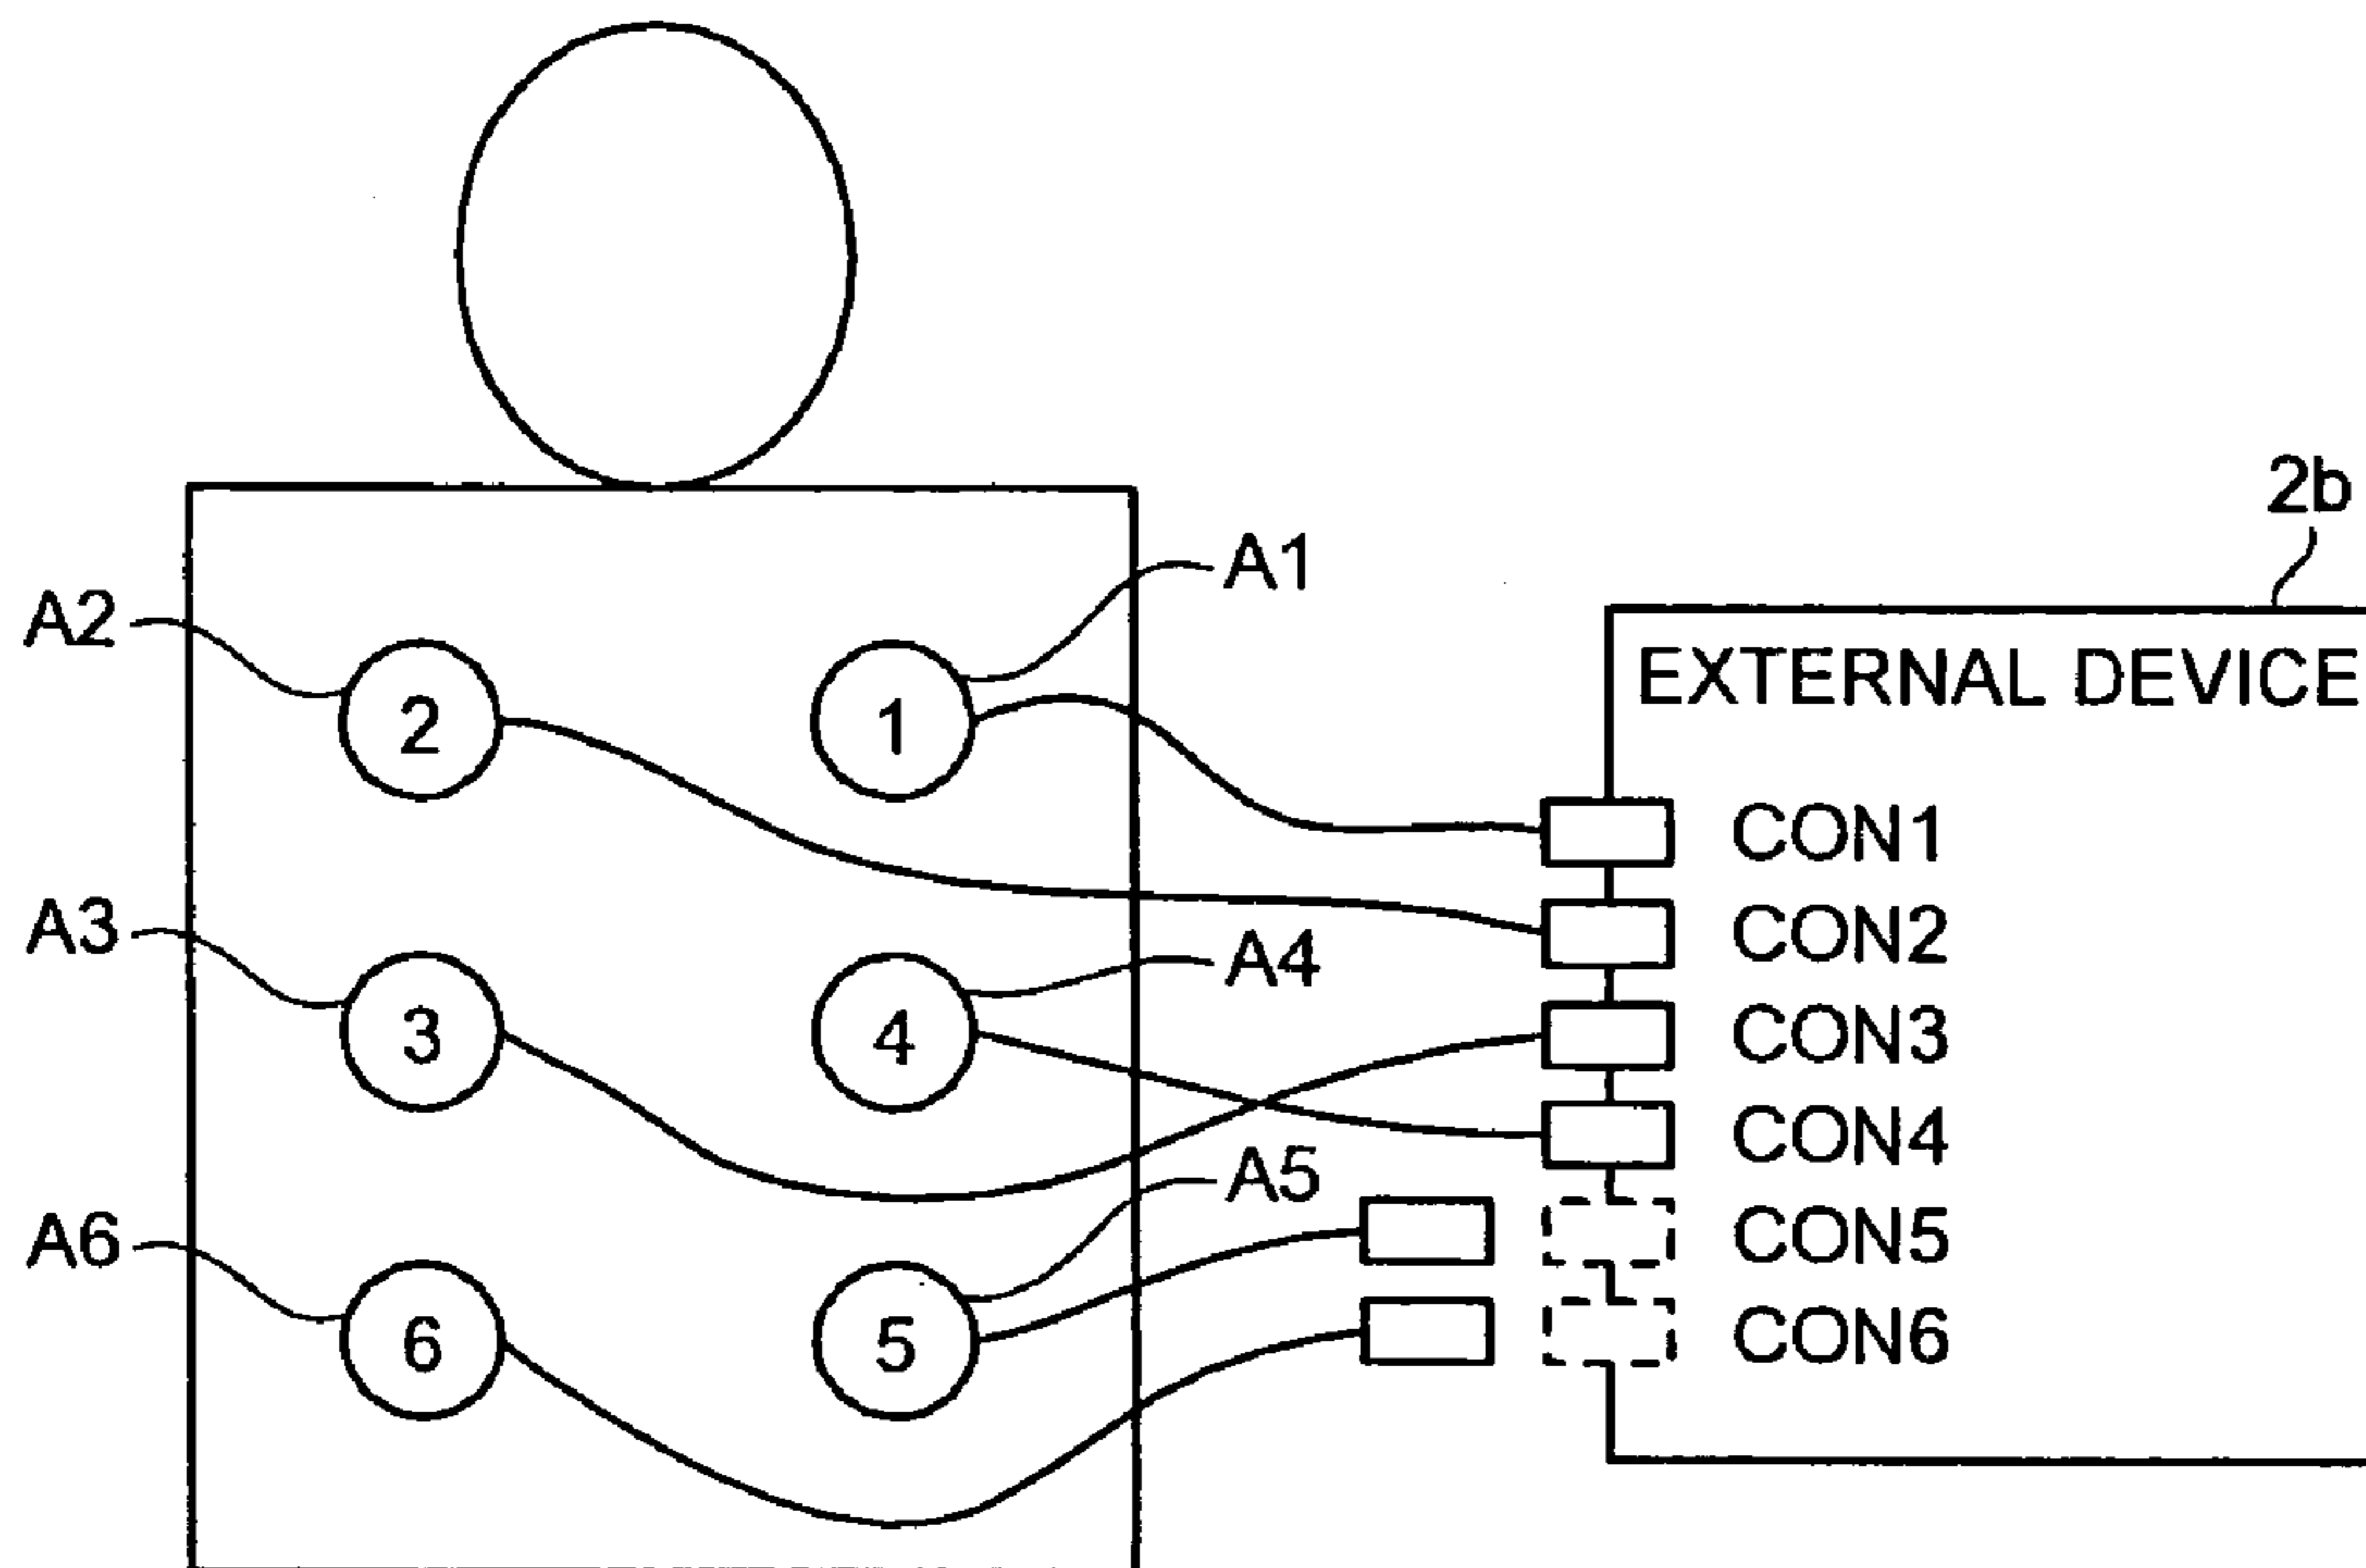 2b
A1
A2
EXTERNAL DEVICE
2
1
CON1
CON2
A3
A4
3
4
CON3
CON4
A5
A6
CON5
6
5
CON6